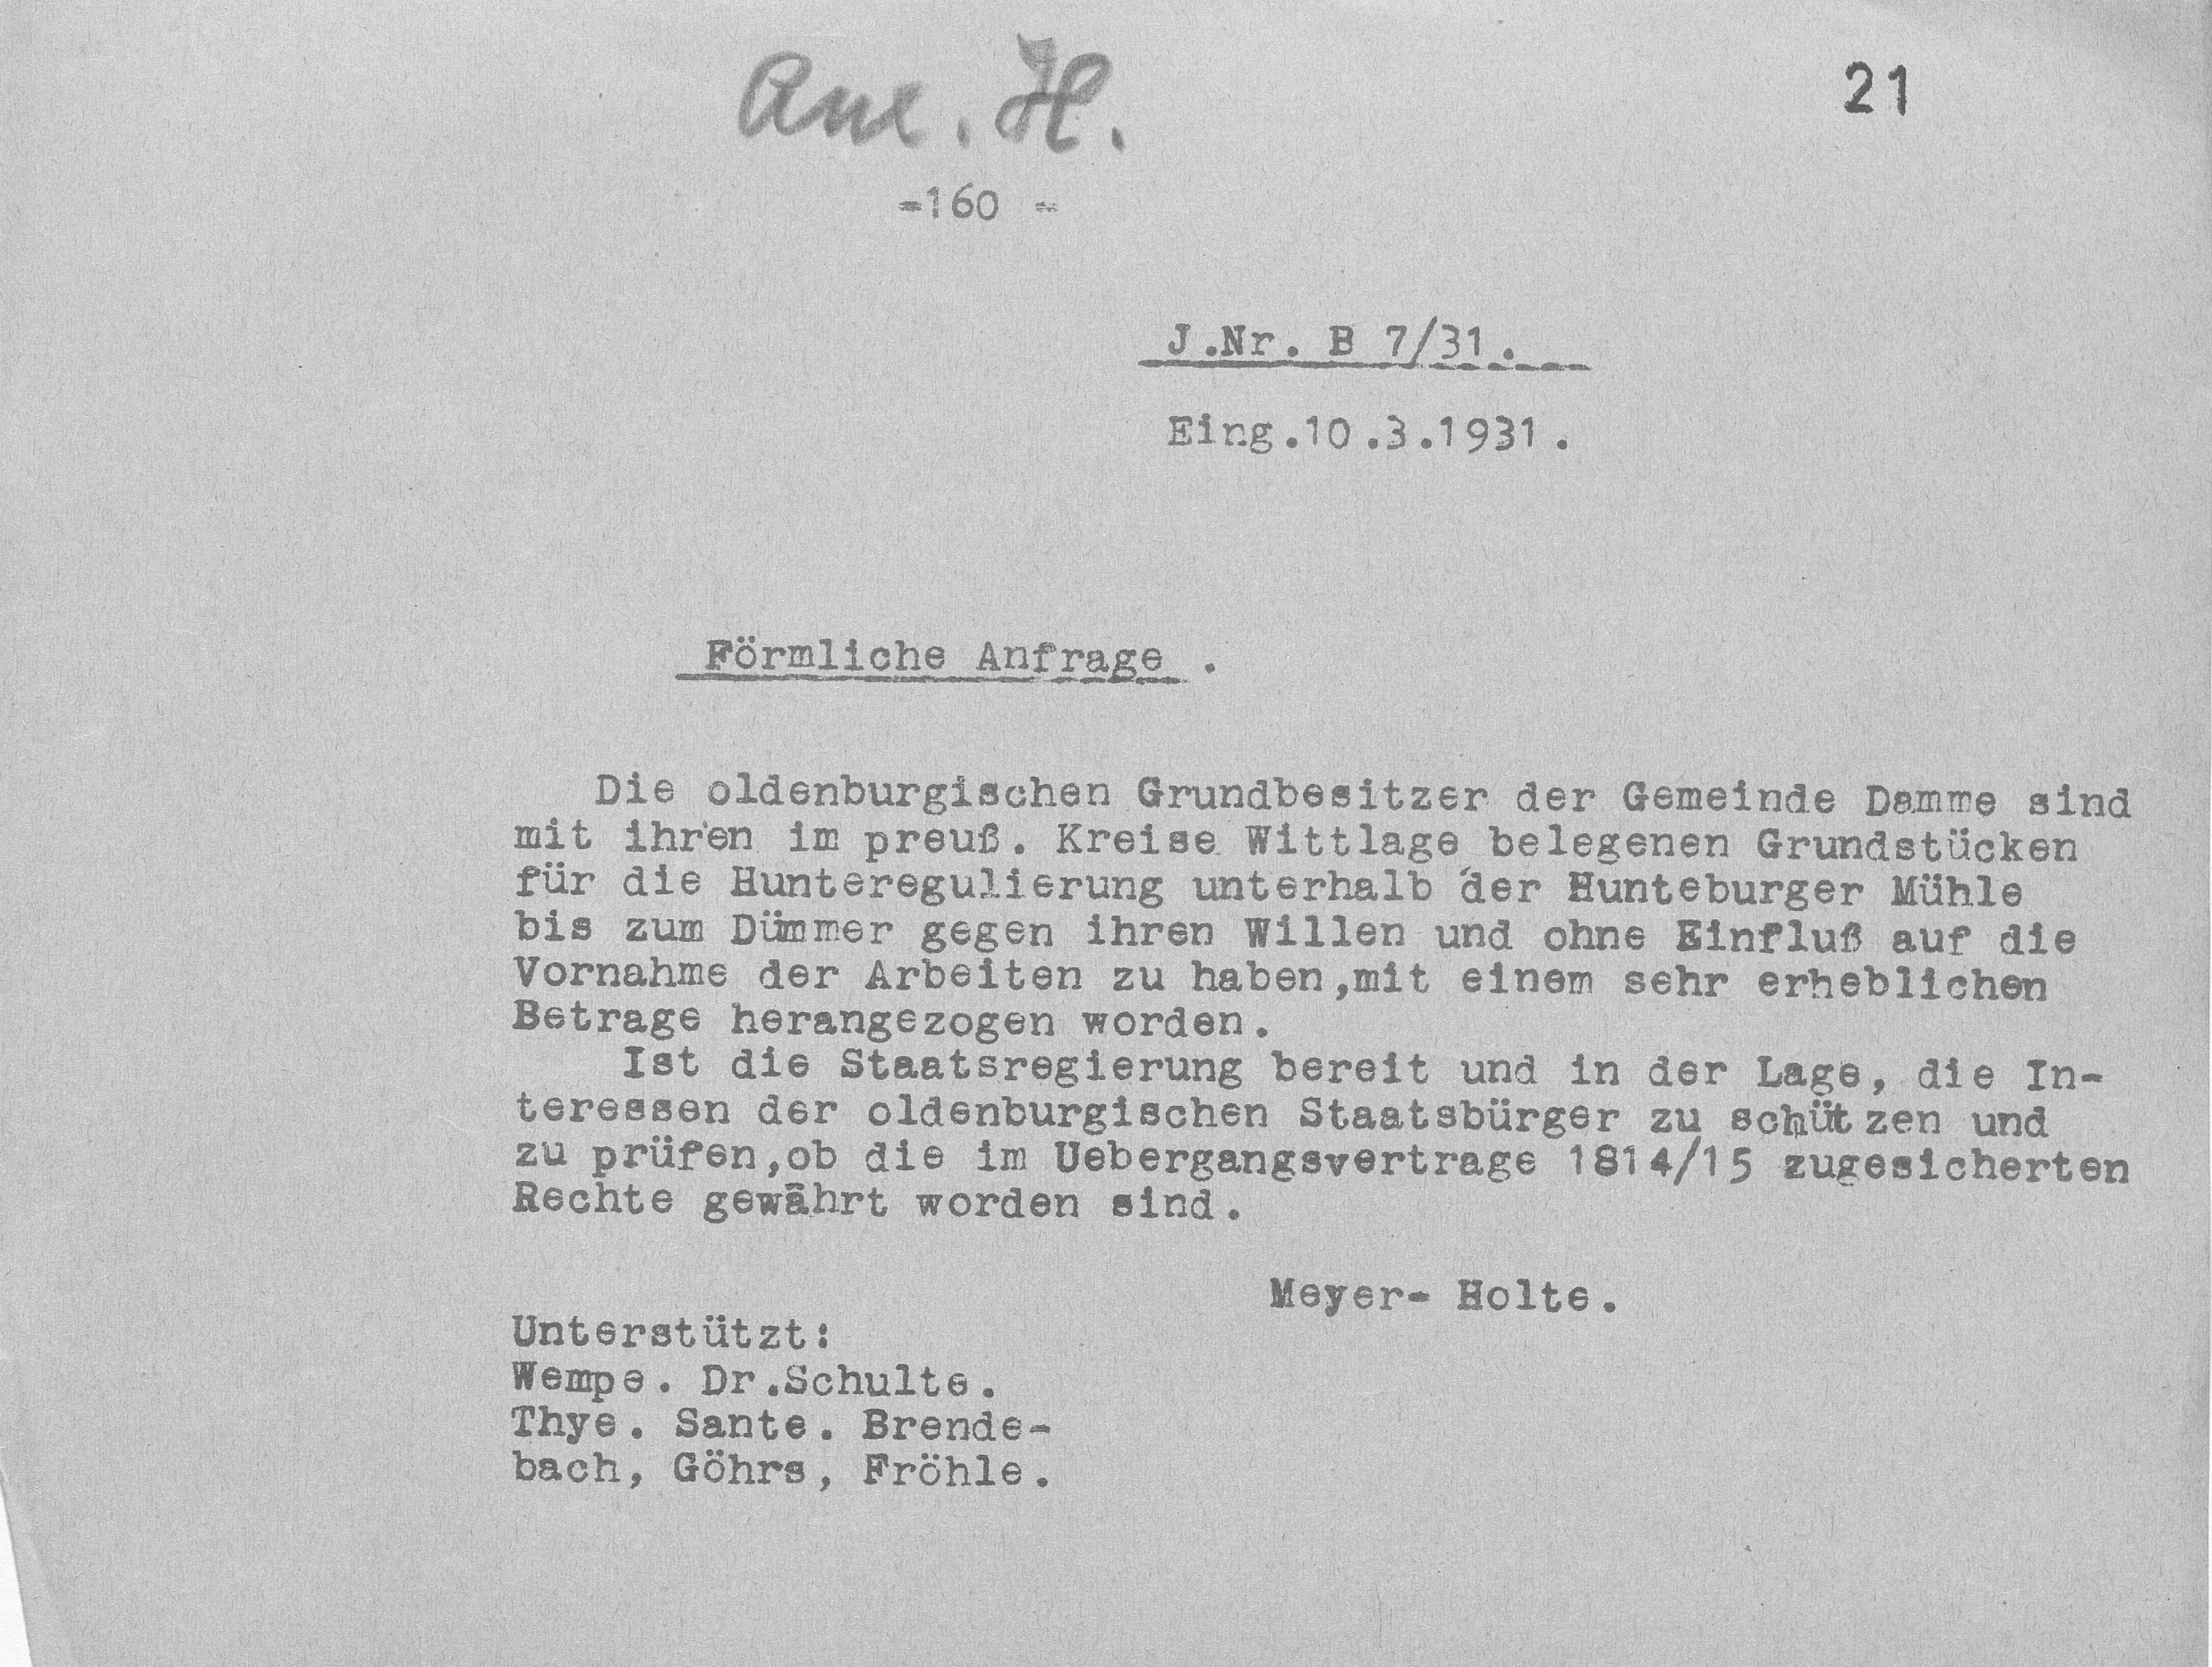 Anl. H.
21
-160 -
J.Nr. B 7/31.
Eing.10.3.1931.
Förmliche Anfrage .
Die oldenburgischen Grundbesitzer der Gemeinde Damme sind
mit ihren im preuß. Kreise Wittlage belegenen Grundstücken
für die Hunteregulierung unterhalb der Hunteburger Mühle
bis zum Dümmer gegen ihren Willen und ohne Einfluß auf die
Vornahme der Arbeiten zu haben,mit einem sehr erheblichen
Betrage herangezogen worden.
Ist die Staatsregierung bereit und in der Lage, die In-
teressen der oldenburgischen Staatsbürger zu schützen und
zu prüfen,ob die im Uebergangsvertrage 1814/15 zugesicherten
Rechte gewährt worden sind.
Meyer- Holte.
Unterstützt:
Wempe. Dr.Schulte.
Thye. Sante. Brende-
bach, Göhrs, Fröhle.